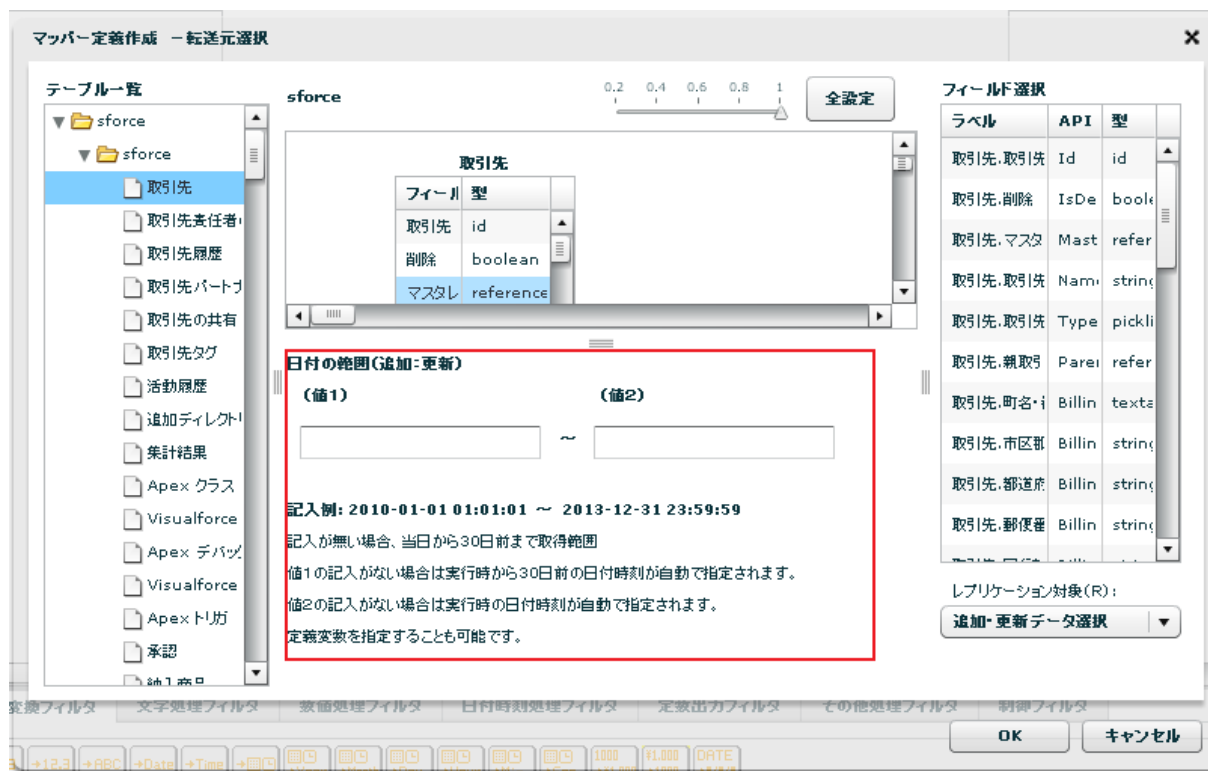 マッパー定義作成 －転送元選択
テーブル一覧
sforce
sforce
取引先
取引先責任者
取引先履歴
取引先パートナ
取引先の共有
取引先タグ
活動履歴
追加ディレクトリ
集計結果
Apex クラス
Visualforce
Apex デバッグ
Visualforce
Apex トリガ
承認
納入商品
sforce
0.2 0.4 0.6 0.8 1
全設定
取引先
フィール 型
取引先 id
削除 boolean
マスタレ reference
日付の範囲(追加:更新)
(値1) (値2)
～
記入例: 2010-01-01 01:01:01 ～ 2013-12-31 23:59:59
記入が無い場合、当日から30日前まで取得範囲
値1の記入がない場合は実行時から30日前の日付時刻が自動で指定されます。
値2の記入がない場合は実行時の日付時刻が自動で指定されます。
定義変数を指定することも可能です。
フィールド選択
ラベル API 型
取引先.取引先 Id id
取引先.削除 IsDe boole
取引先.マスタ Mast refer
取引先.取引先 Nam string
取引先.取引先 Type pickli
取引先.親取引 Parei refer
取引先.町名・ Billin texta
取引先.市区郡 Billin string
取引先.都道府 Billin string
取引先.郵便番 Billin string
レプリケーション対象(R):
追加・更新データ選択
変換フィルタ 文字処理フィルタ 数値処理フィルタ 日付時刻処理フィルタ 定数出力フィルタ その他処理フィルタ 制御フィルタ
OK キャンセル
→12.3 →ABC →Date →Time 1000 ¥1,000 DATE